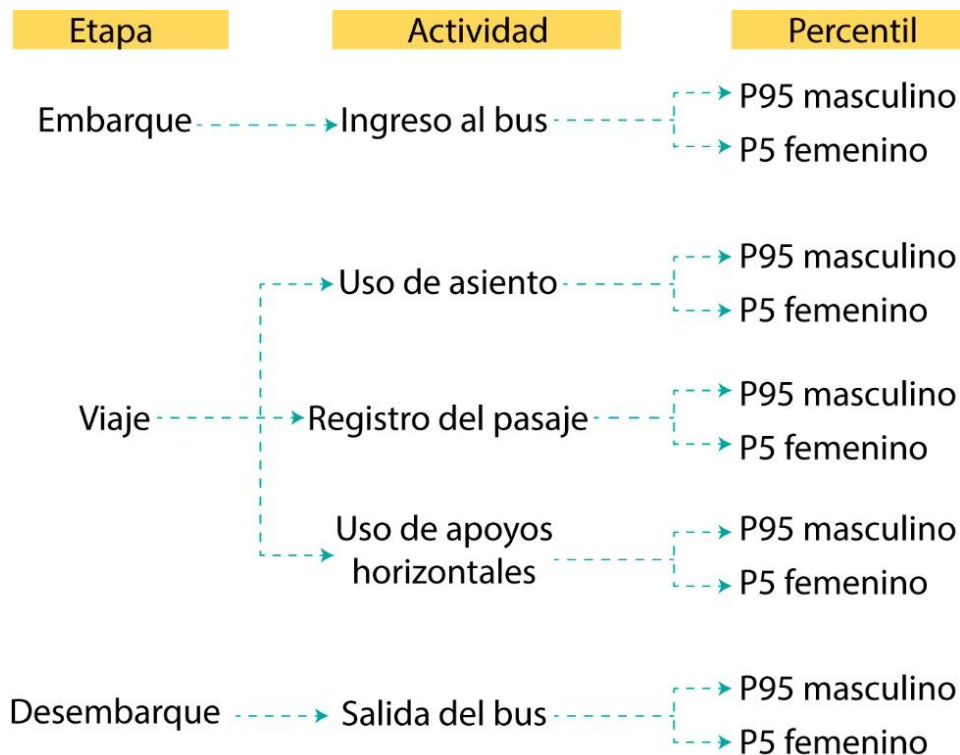 Etapa
Actividad
Percentil
Embarque
Ingreso al bus
P95 masculino
P5 femenino
Viaje
Uso de asiento
P95 masculino
P5 femenino
Registro del pasaje
P95 masculino
P5 femenino
Uso de apoyos
horizontales
P95 masculino
P5 femenino
Desembarque
Salida del bus
P95 masculino
P5 femenino